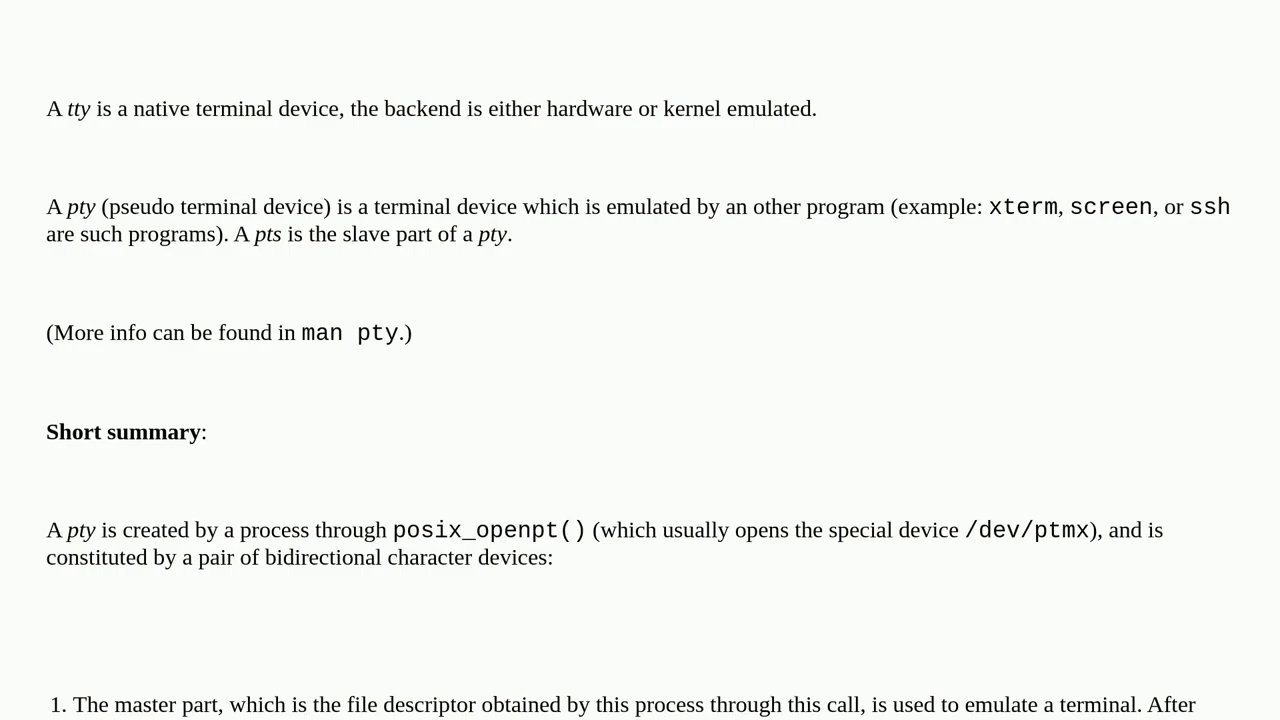 A tty is a native terminal device, the backend is either hardware or kernel emulated.
A pty (pseudo terminal device) is a terminal device which is emulated by an other program (example: xterm, screen, or ssh
are such programs). A pts is the slave part of a pty.
(More info can be found in man pty.)
Short summary:
A pty is created by a process through posix_openpt() (which usually opens the special device /dev/ptmx), and is
constituted by a pair of bidirectional character devices:
1. The master part, which is the file descriptor obtained by this process through this call, is used to emulate a terminal. After